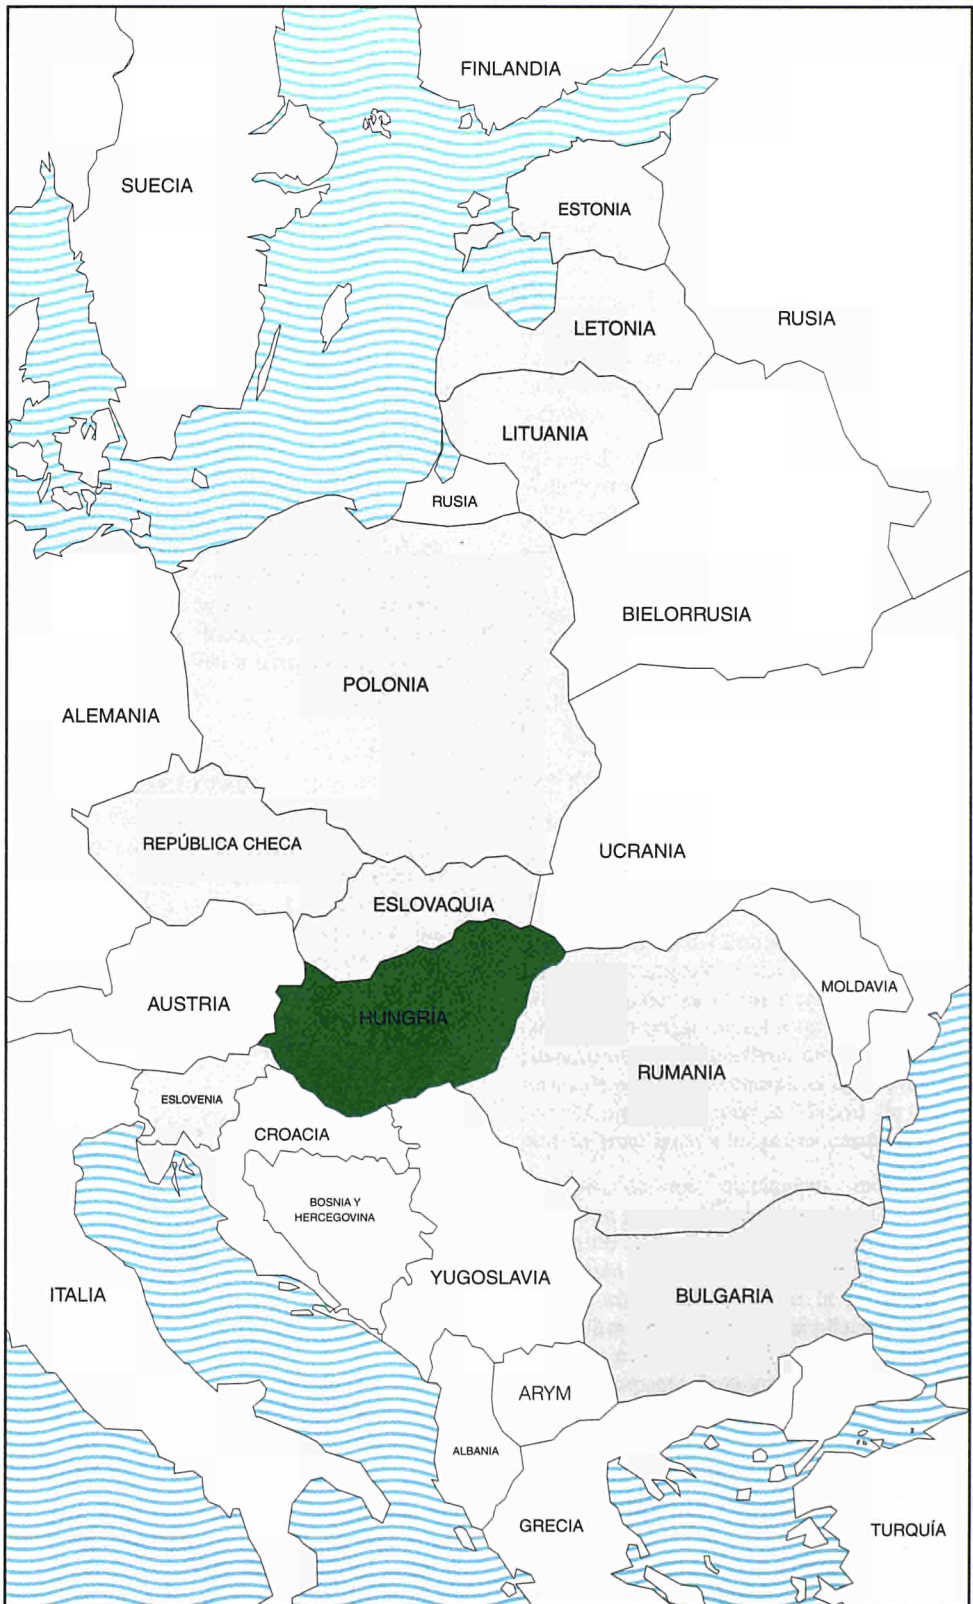 FINLANDIA
SUECIA
ESTONIA
RUSIA
LETONIA
LITUANIA
RUSIA
BIELORRUSIA
POLONIA
ALEMANIA
REPÚBLICA CHECA
UCRANIA
ESLOVAQUIA
MOLDAVIA
AUSTRIA
HUNGRÍA
RUMANIA
ESLOVENIA
CROACIA
BOSNIA Y
HERCEGOVINA
YUGOSLAVIA
ITALIA
BULGARIA
ARYM
ALBANIA
GRECIA
TURQUÍA